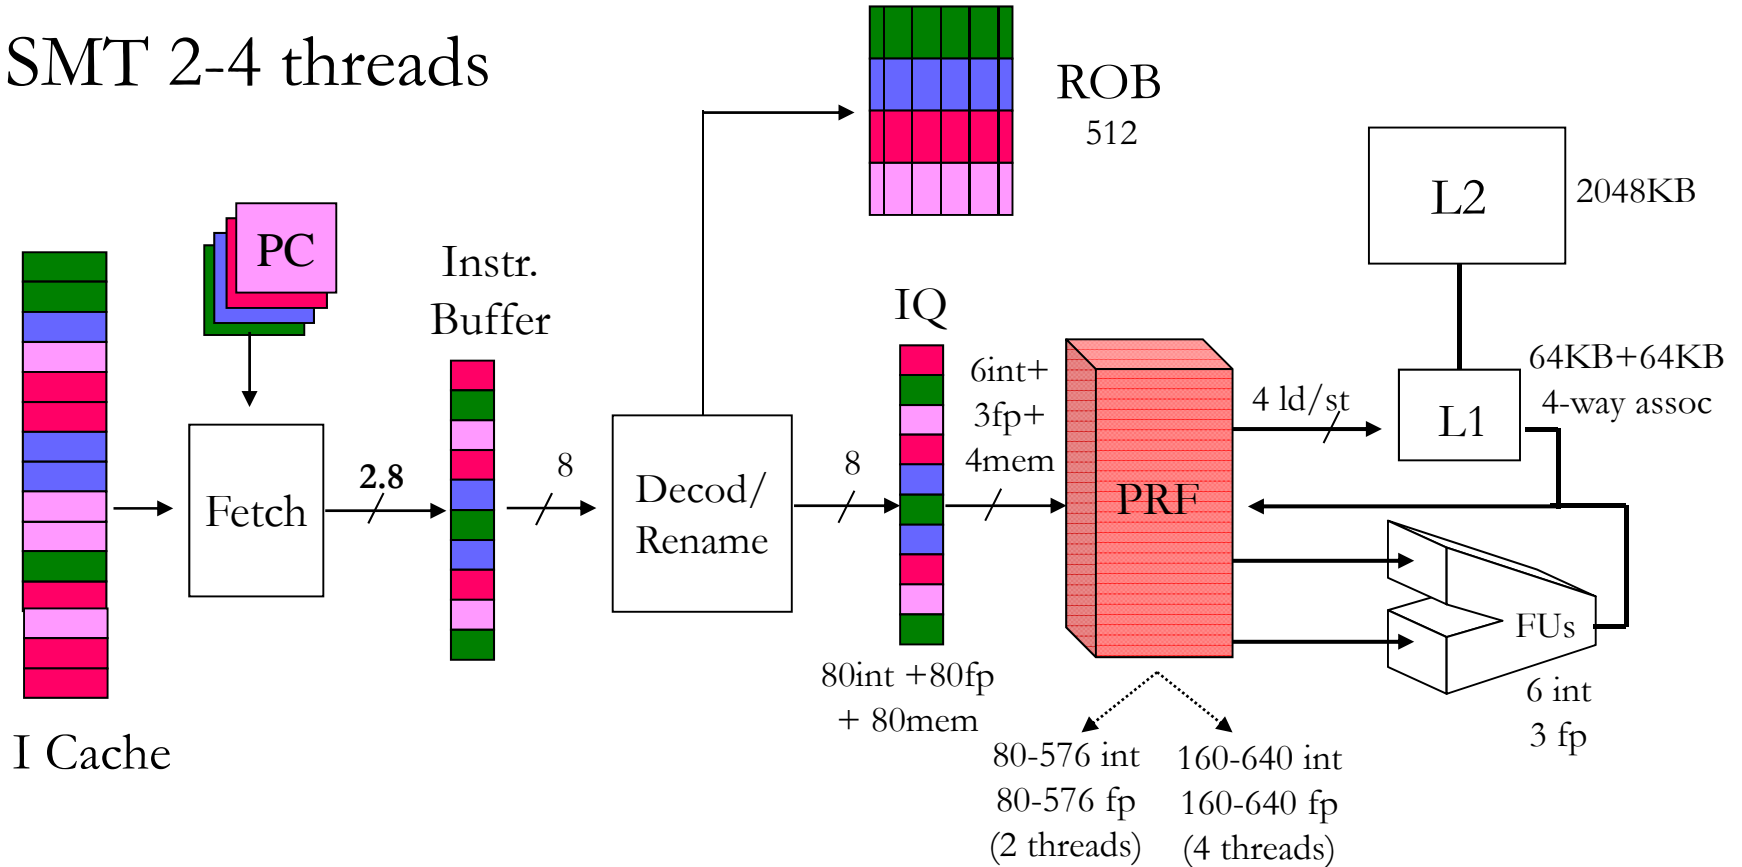 SMT 2-4 threads
ROB
512
L2
2048KB
PC
Instr.
Buffer
IQ
6int+
3fp+
4mem
4 ld/st
64KB+64KB
4-way assoc
L1
Fetch
2.8
8
Decod/
Rename
8
PRF
FUs
6 int
3 fp
80int +80fp
+ 80mem
I Cache
80-576 int
80-576 fp
(2 threads)
160-640 int
160-640 fp
(4 threads)